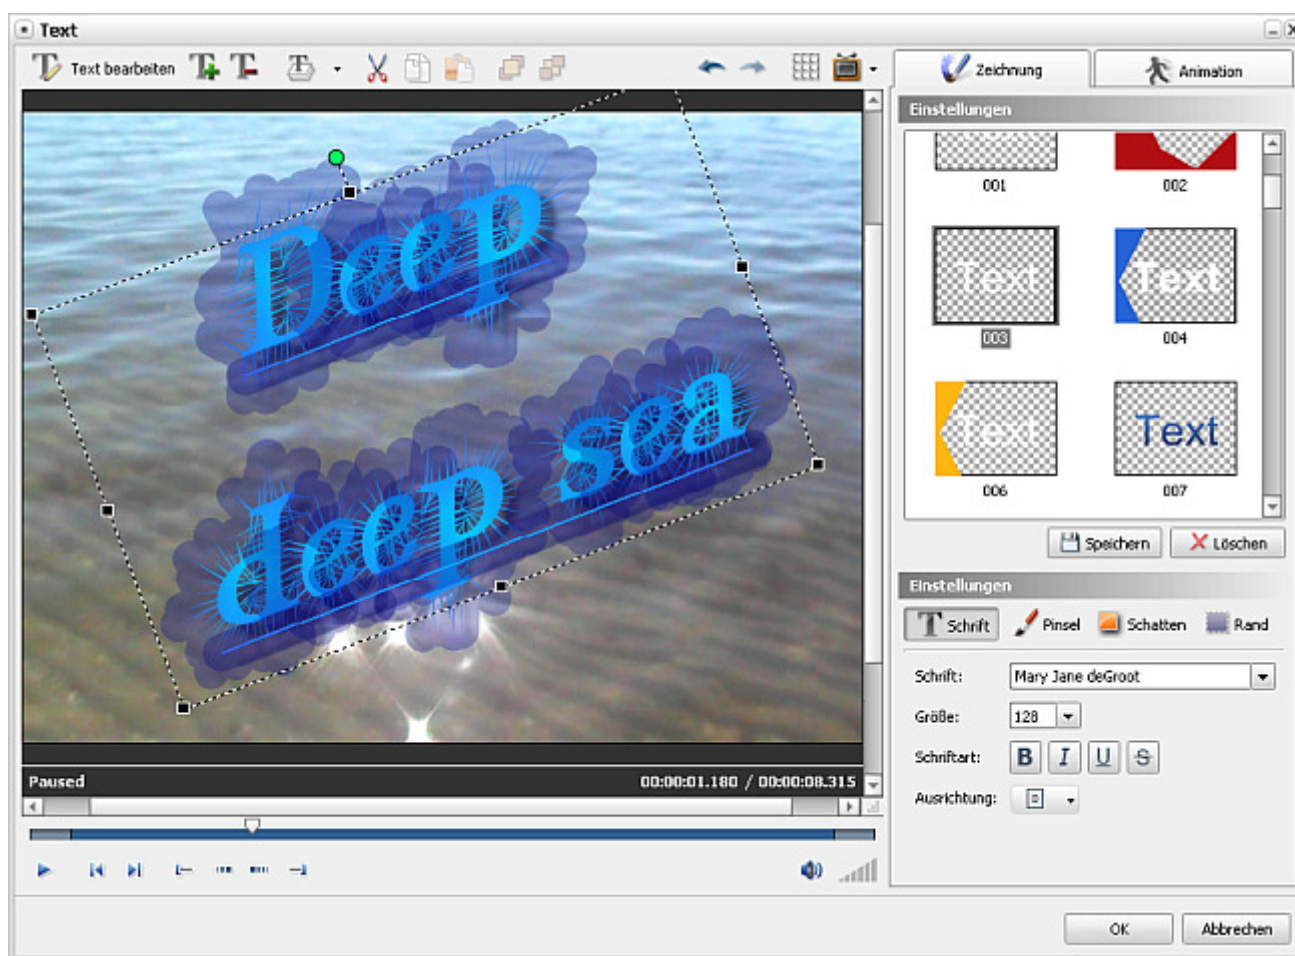 Text
Text bearbeiten
Zeichnung
Animation
Einstellungen
001
002
Text
Text
003
004
Text
Text
006
007
Speichern
Löschen
Einstellungen
T Schrift
Pinsel
Schatten
Rand
Schrift:
Mary Jane deGroot
Größe:
128
Schriftart:
B I U S
Ausrichtung:
Deep
deep sea
Paused
00:00:01.180 / 00:00:08.315
OK
Abbrechen